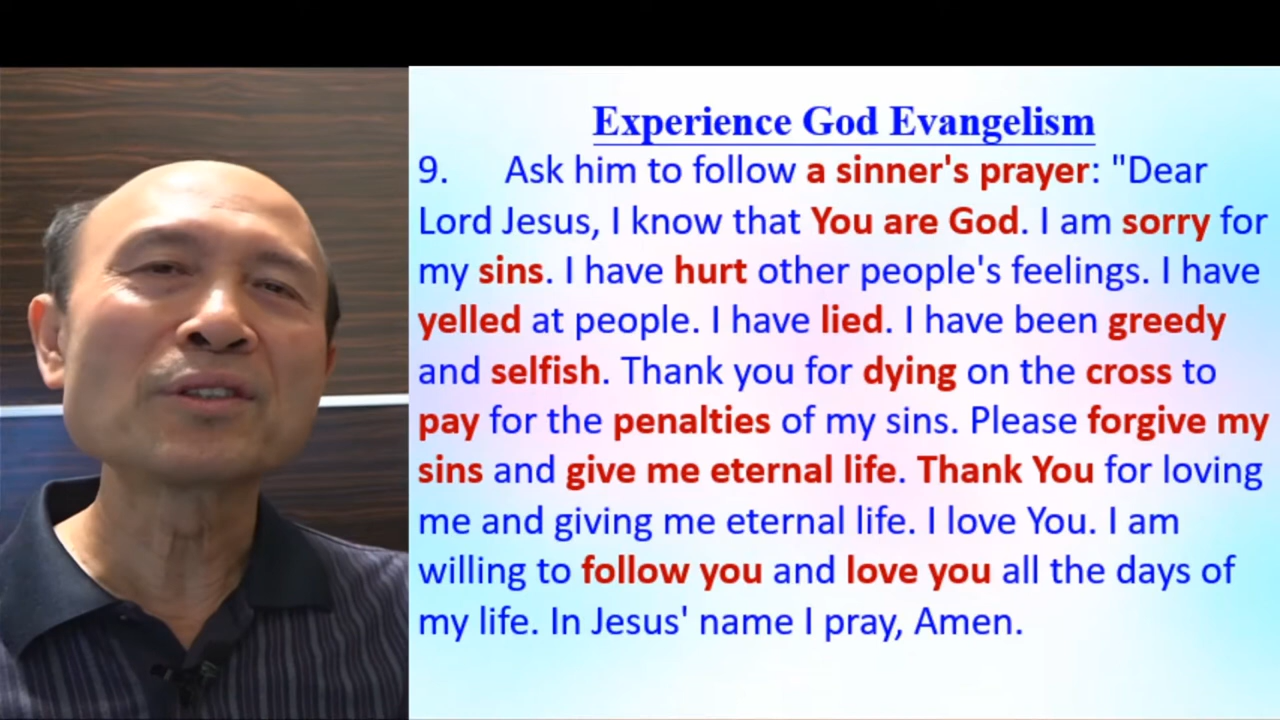 Experience God Evangelism
9. Ask him to follow a sinner's prayer: "Dear
Lord Jesus, I know that You are God. I am sorry for
my sins. I have hurt other people's feelings. I have
yelled at people. I have lied. I have been greedy
and selfish. Thank you for dying on the cross to
pay for the penalties of my sins. Please forgive my
sins and give me eternal life. Thank You for loving
me and giving me eternal life. I love You. I am
willing to follow you and love you all the days of
my life. In Jesus' name I pray, Amen.